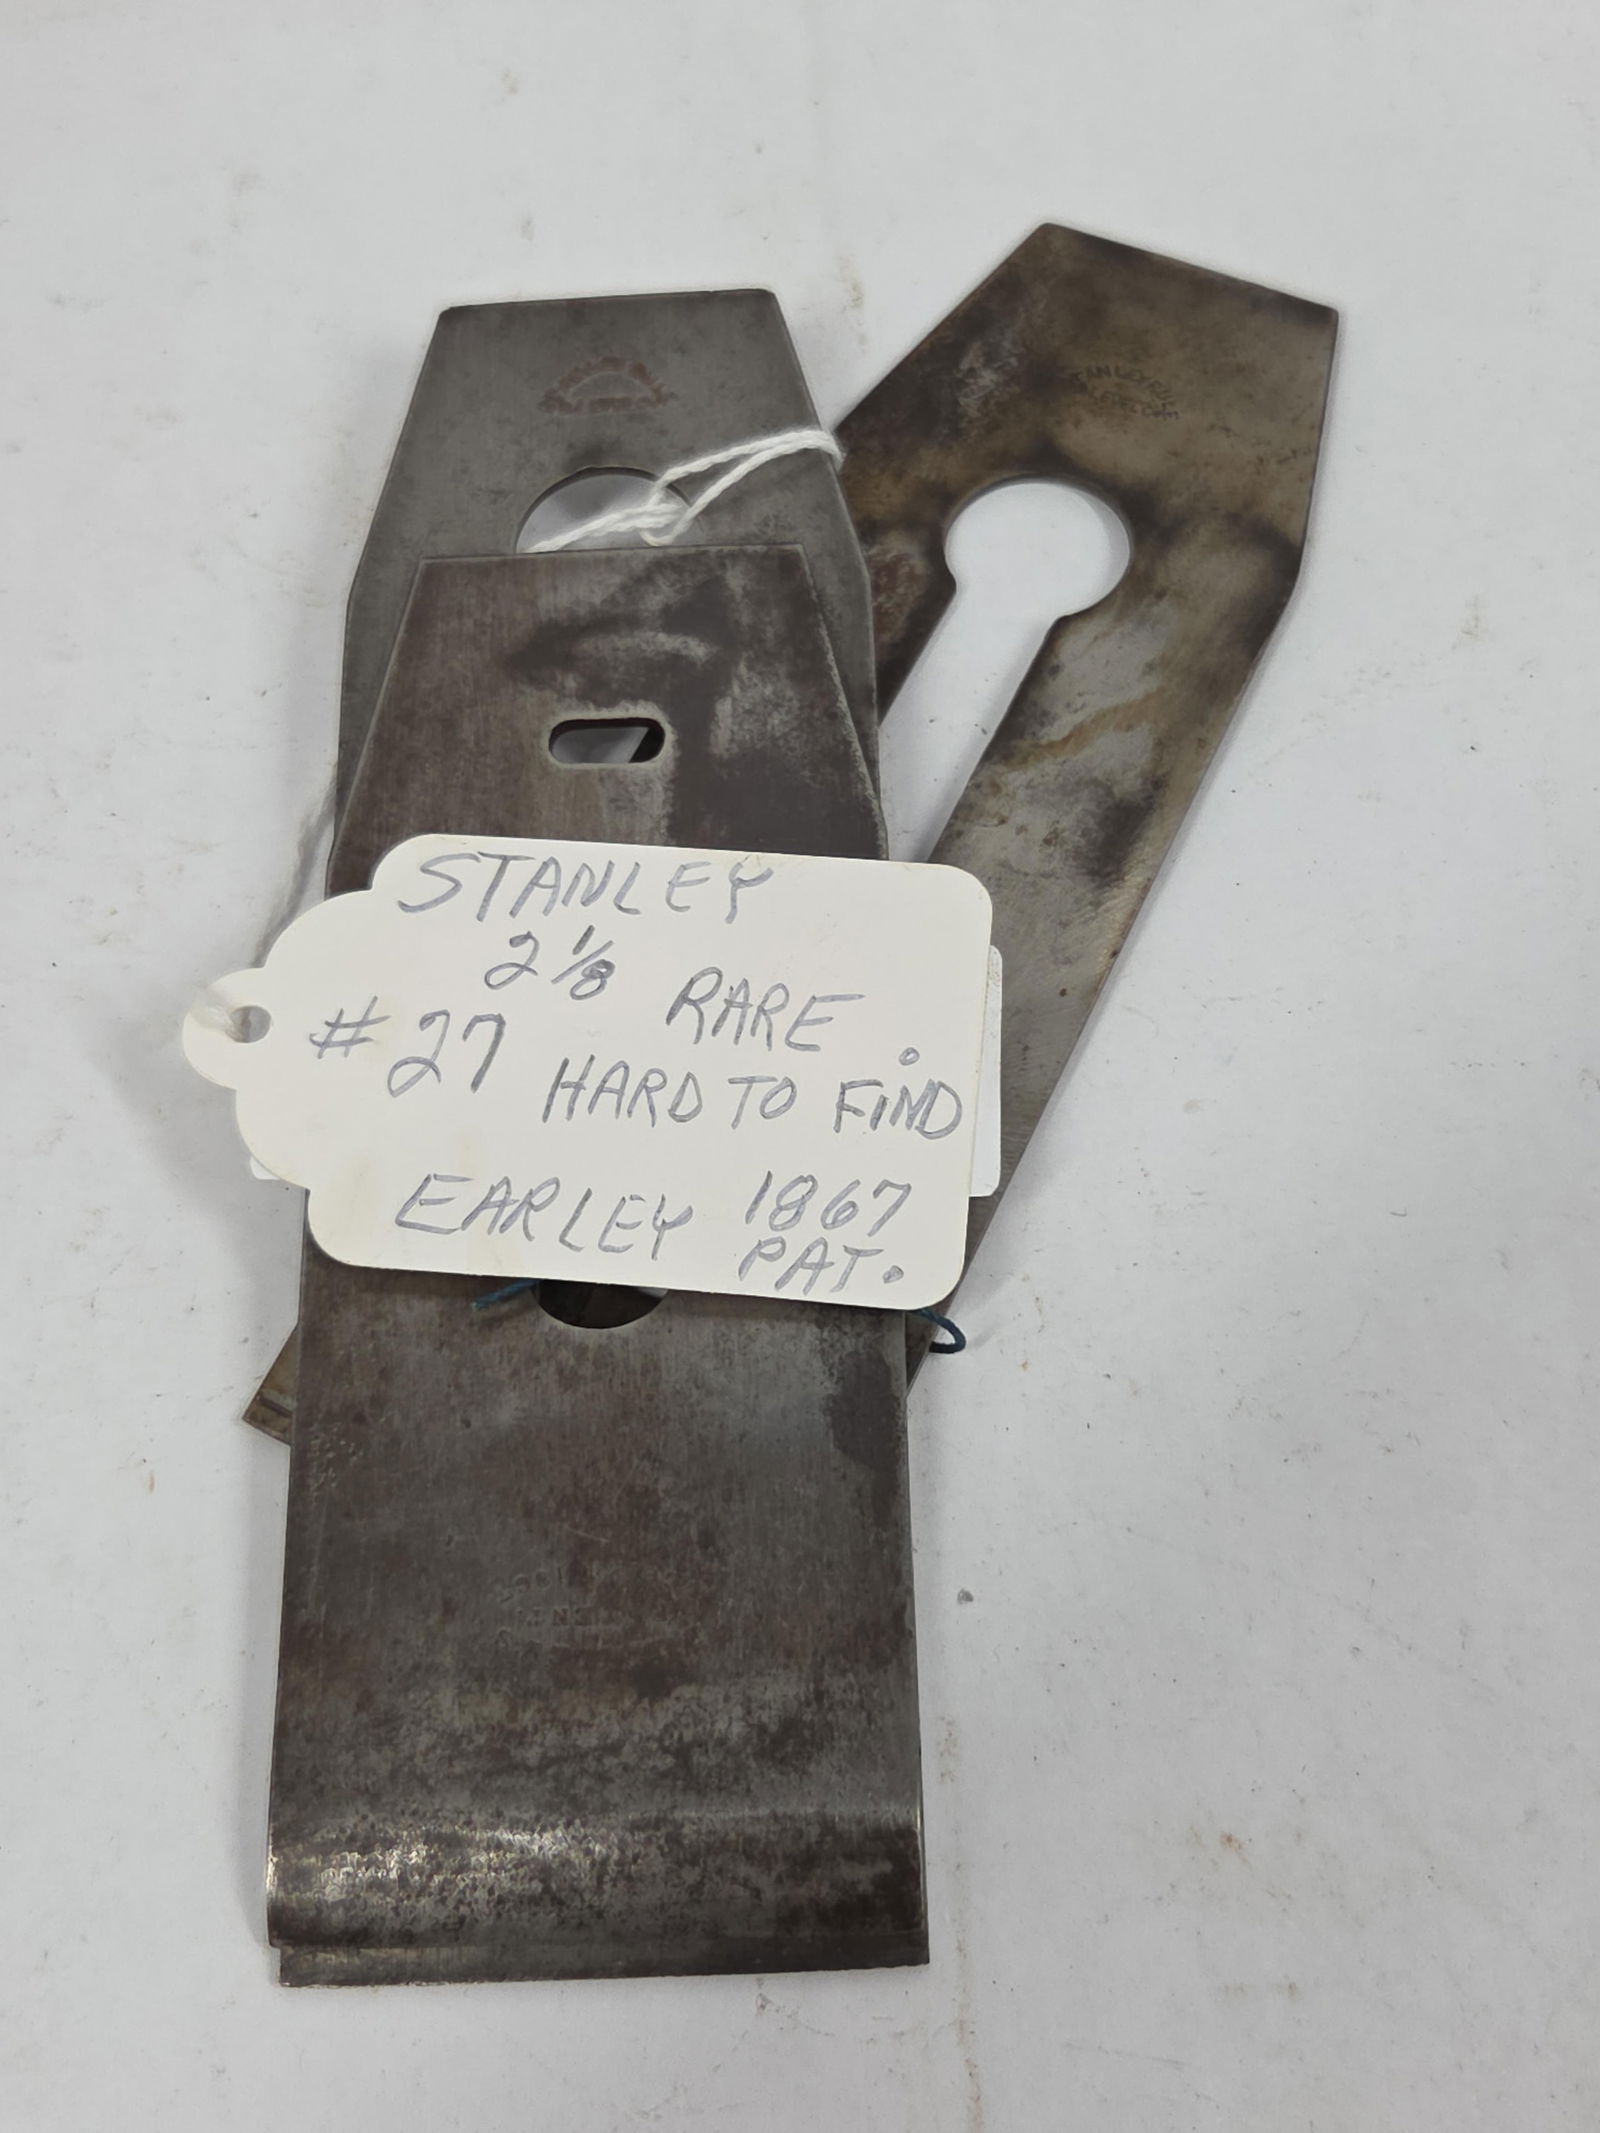 STANLEY
2 1/8
RARE.
#27
HARD TO FIND
EARLEY 1867
PAT.